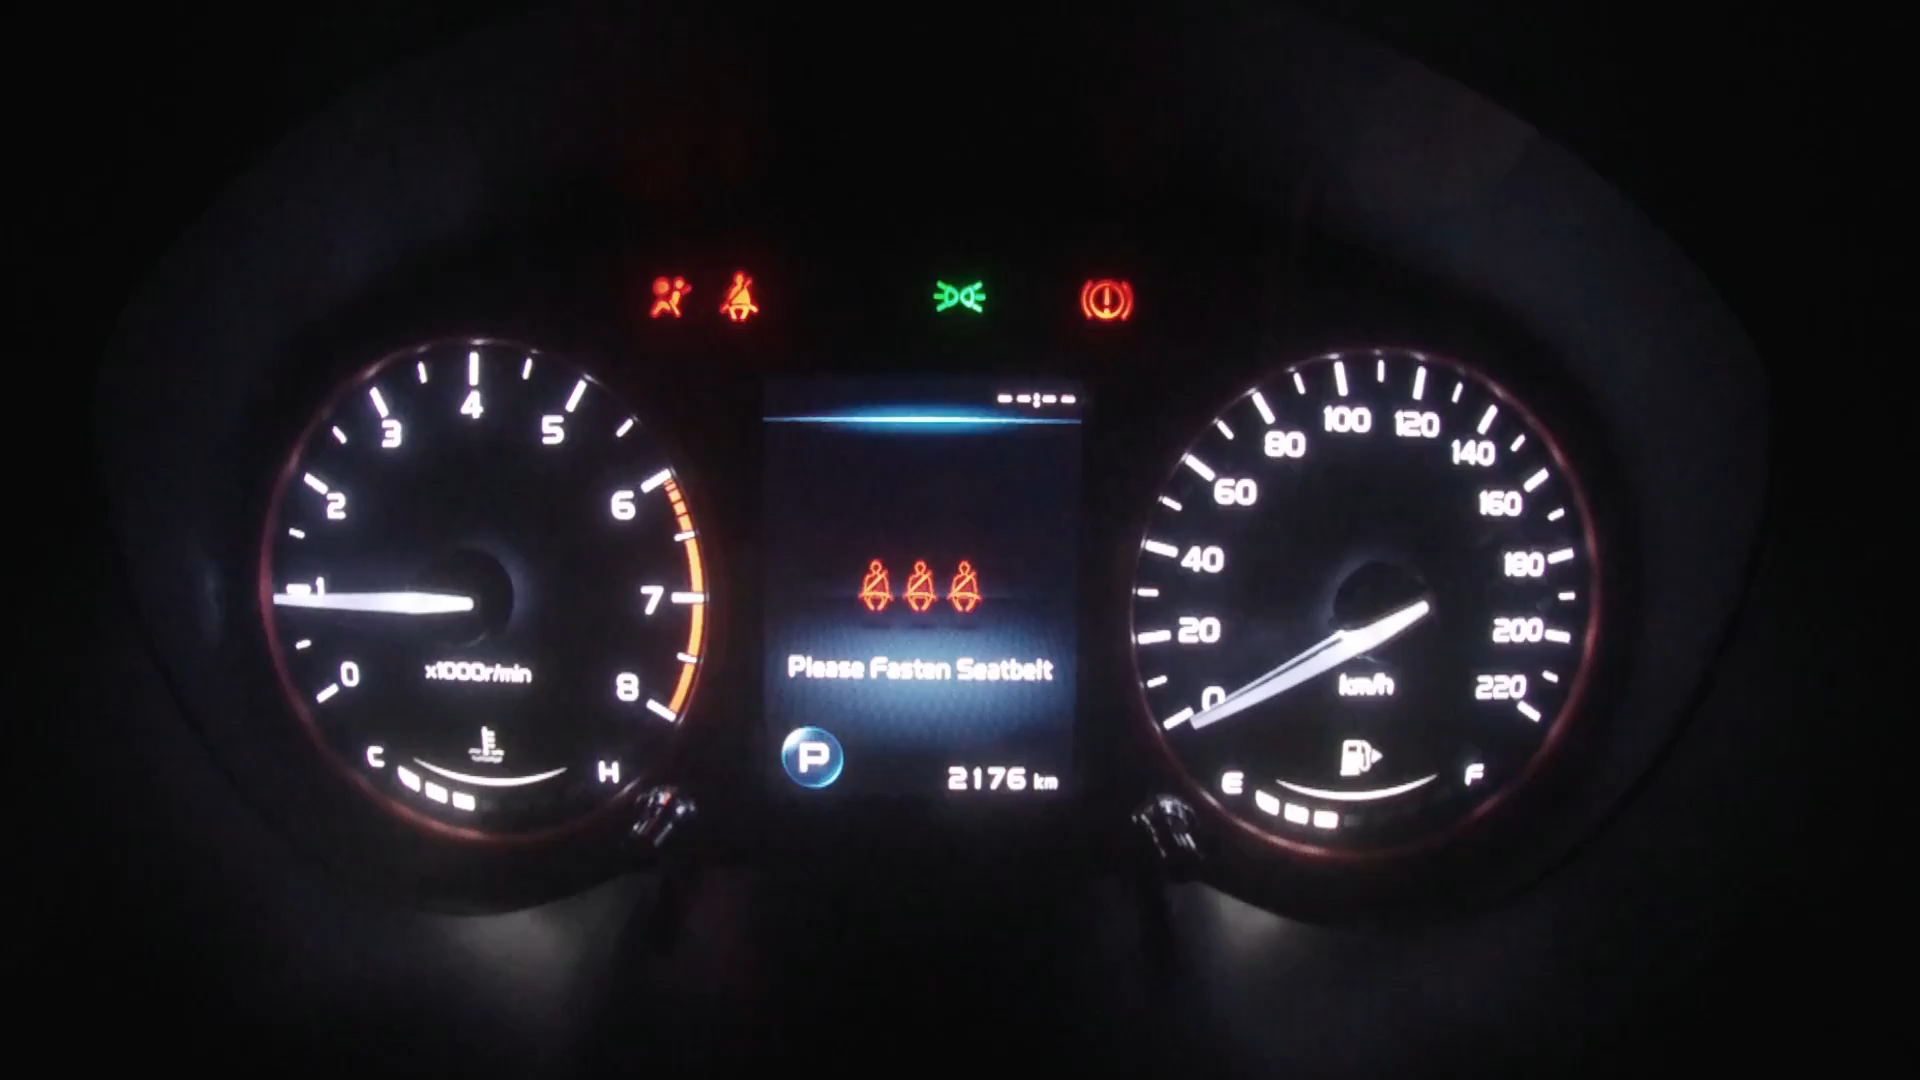 --:--
0 1 2 3 4 5 6 7 8
x1000r/min
C H
Please Fasten Seatbelt
P
2176 km
0 20 40 60 80 100 120 140 160 180 200 220
km/h
E F